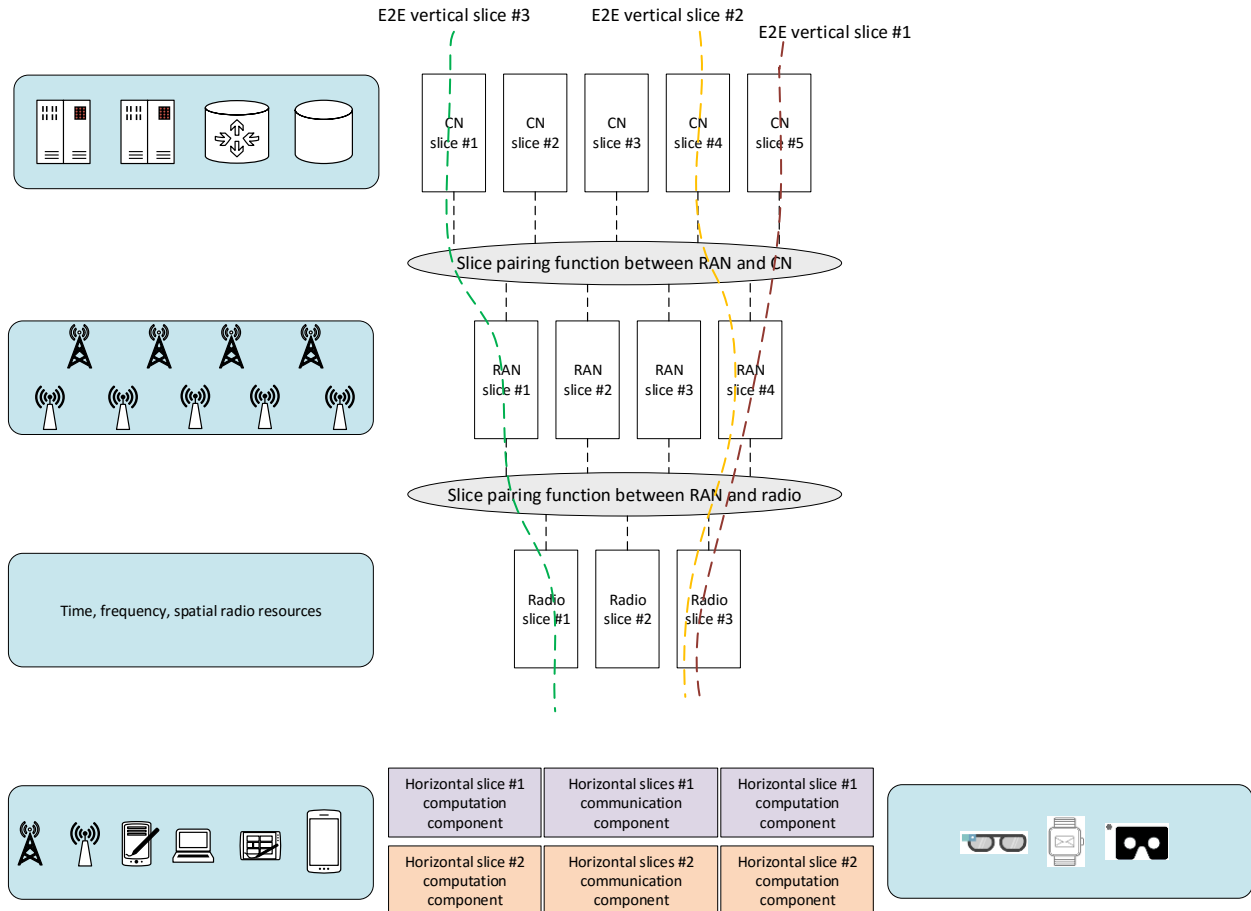 E2E vertical slice #3
E2E vertical slice #2
E2E vertical slice #1
CN
slice #1
CN
slice #2
CN
slice #3
CN
slice #4
CN
slice #5
Slice pairing function between RAN and CN
RAN
slice #1
RAN
slice #2
RAN
slice #3
RAN
slice #4
Slice pairing function between RAN and radio
Time, frequency, spatial radio resources
Radio
slice #1
Radio
slice #2
Radio
slice #3
Horizontal slice #1
computation
component
Horizontal slices #1
communication
component
Horizontal slice #1
computation
component
Horizontal slice #2
computation
component
Horizontal slices #2
communication
component
Horizontal slice #2
computation
component